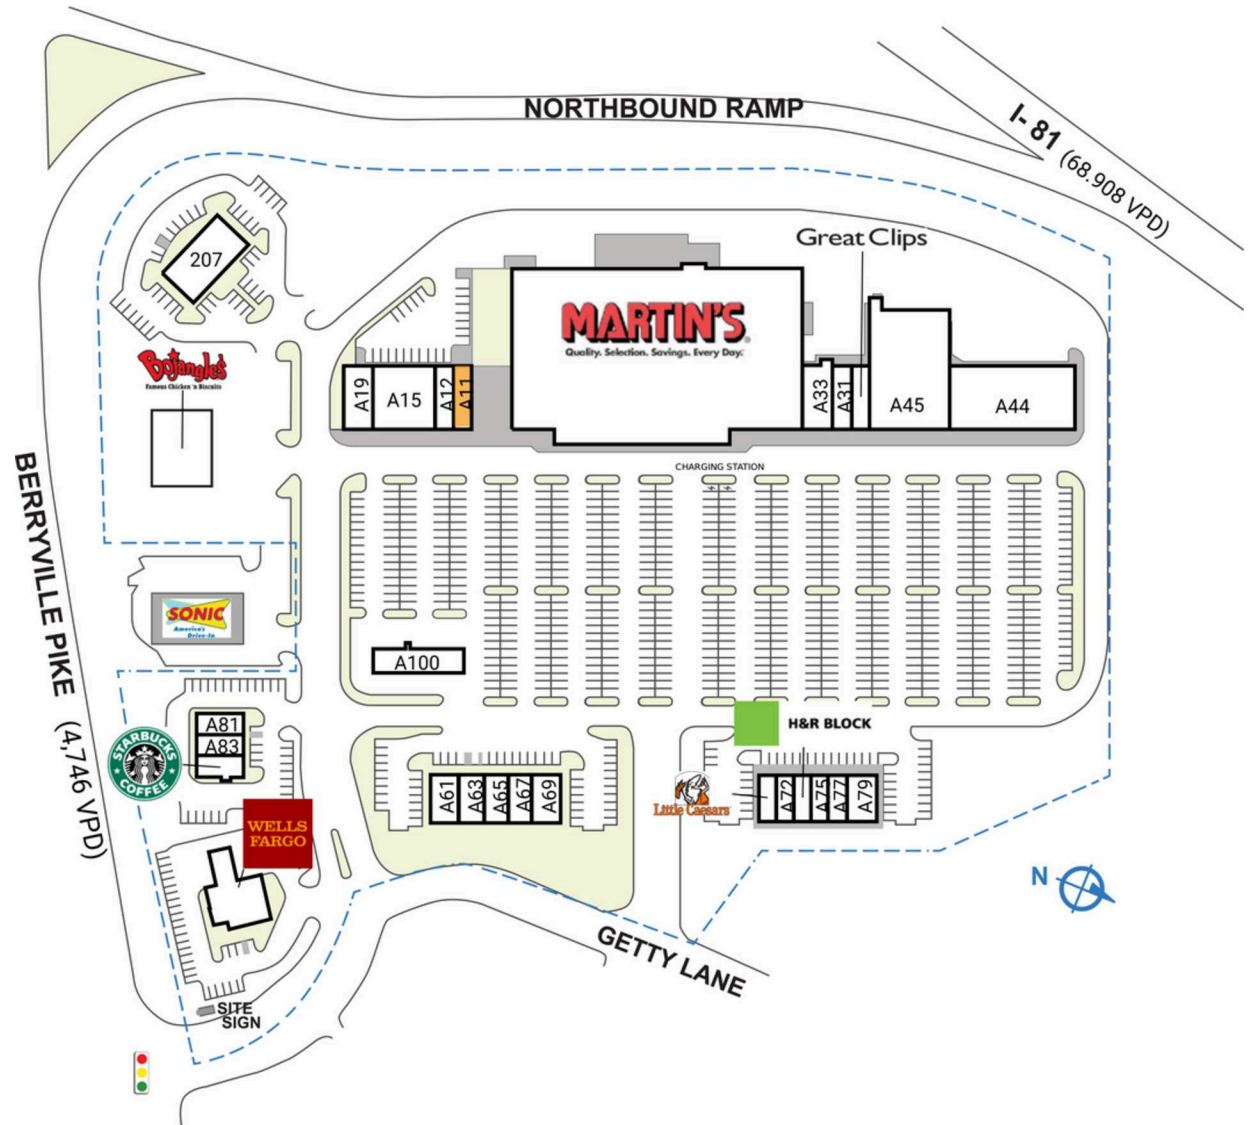 NORTHBOUND RAMP
I- 81 (68.908 VPD)
Great Clips
207
MARTIN'S
Quality. Selection. Savings. Every Day.
Bojangles
Famous Chicken 'n Biscuits
A19
A15
A12
A11
A33
A31
A45
A44
CHARGING STATION
BERRYVILLE PIKE (4,746 VPD)
SONIC
America's
Drive-In
A100
A81
A83
STARBUCKS
COFFEE
H&R BLOCK
Little Caesars
A61
A63
A65
A67
A69
A72
A75
A77
A79
WELLS
FARGO
N
GETTY LANE
SITE
SIGN